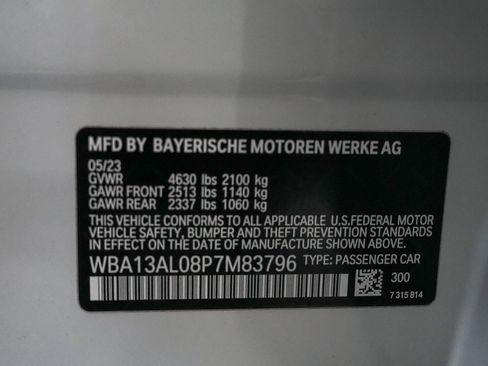 MFD BY BAYERISCHE MOTOREN WERKE AG
05/23
GVWR 4630 lbs 2100 kg
GAWR FRONT 2513 lbs 1140 kg
GAWR REAR 2337 lbs 1060 kg
THIS VEHICLE CONFORMS TO ALL APPLICABLE U.S.FEDERAL MOTOR
VEHICLE SAFETY, BUMPER, AND THEFT PREVENTION STANDARDS
IN EFFECT ON THE DATE OF MANUFACTURE SHOWN ABOVE.
WBA13AL08P7M83796 TYPE: PASSENGER CAR
300
7 315 814